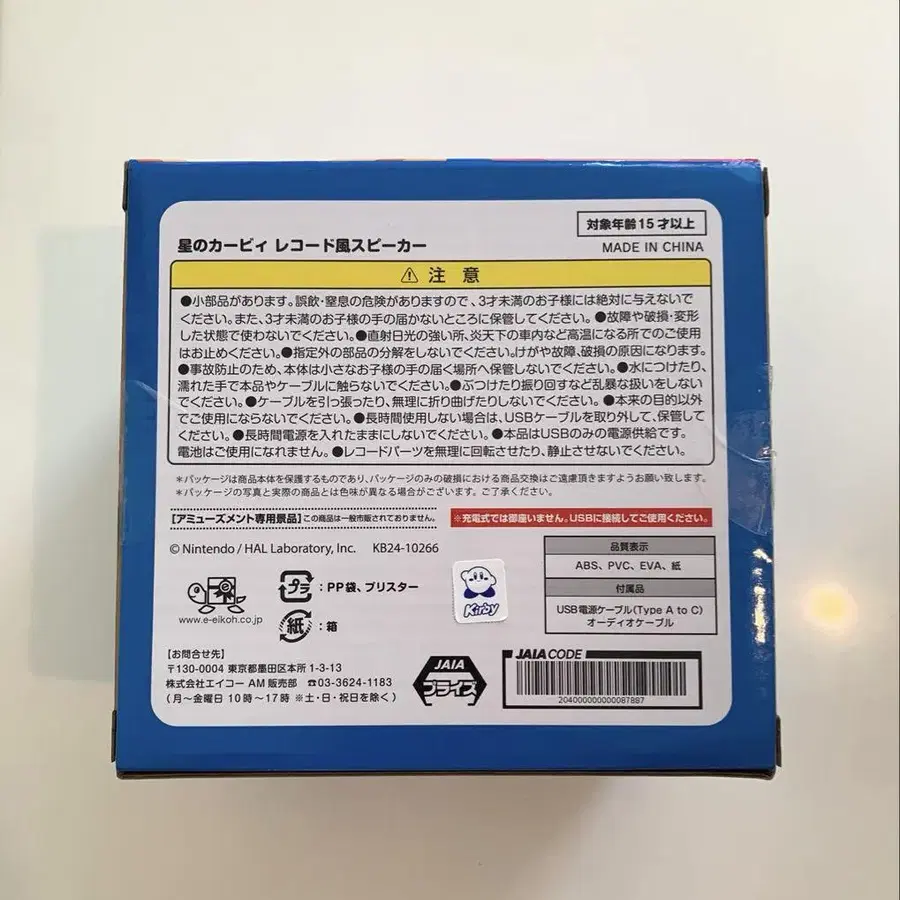 対象年齢15才以上
星のカービィ レコード風スピーカー
MADE IN CHINA
⚠注意
●小部品があります。誤飲・窒息の危険がありますので、3才未満のお子様には絶対に与えないで
ください。また、3才未満のお子様の手の届かないところに保管してください。●故障や破損・変形
した状態で使わないでください。●直射日光の強い所、炎天下の車内など高温になる所でのご使用
はお止めください。●指定外の部品の分解をしないでください。けがや故障、破損の原因になります。
●事故防止のため、本体は小さなお子様の手の届く場所へ保管しないでください。●水につけたり、
濡れた手で本品やケーブルに触らないでください。●ぶつけたり振り回すなど乱暴な扱いをしない
でください。●ケーブルを引っ張ったり、無理に折り曲げたりしないでください。●本来の目的以外
でご使用にならないでください。●長時間使用しない場合は、USBケーブルを取り外して、保管して
ください。●長時間電源を入れたままにしないでください。●本品はUSBのみの電源供給です。
電池はご使用になれません。●レコードパーツを無理に回転させたり、静止させないでください。
*パッケージは商品本体を保護するものであり、パッケージのみの破損における商品交換はご遠慮頂きますようお願い致します。
*パッケージの写真と実際の商品とは色味が異なる場合がございます。ご了承ください。
【アミューズメント専用景品】この商品は一般市販されておりません。
※充電式では御座いません。USBに接続してご使用ください。
© Nintendo / HAL Laboratory, Inc. KB24-10266
品質表示
ABS、PVC、EVA、紙
付属品
USB電源ケーブル(Type A to C)
オーディオケーブル
プラ : PP袋、ブリスター
紙 : 箱
Kirby
e
www.e-eikoh.co.jp
【お問合せ先】
〒130-0004 東京都墨田区本所 1-3-13
株式会社エイコー AM販売部 ☎03-3624-1183
(月~金曜日 10時~17時 ※土・日・祝日を除く)
JAIA
プライズ
JAIA CODE
204000000000087887